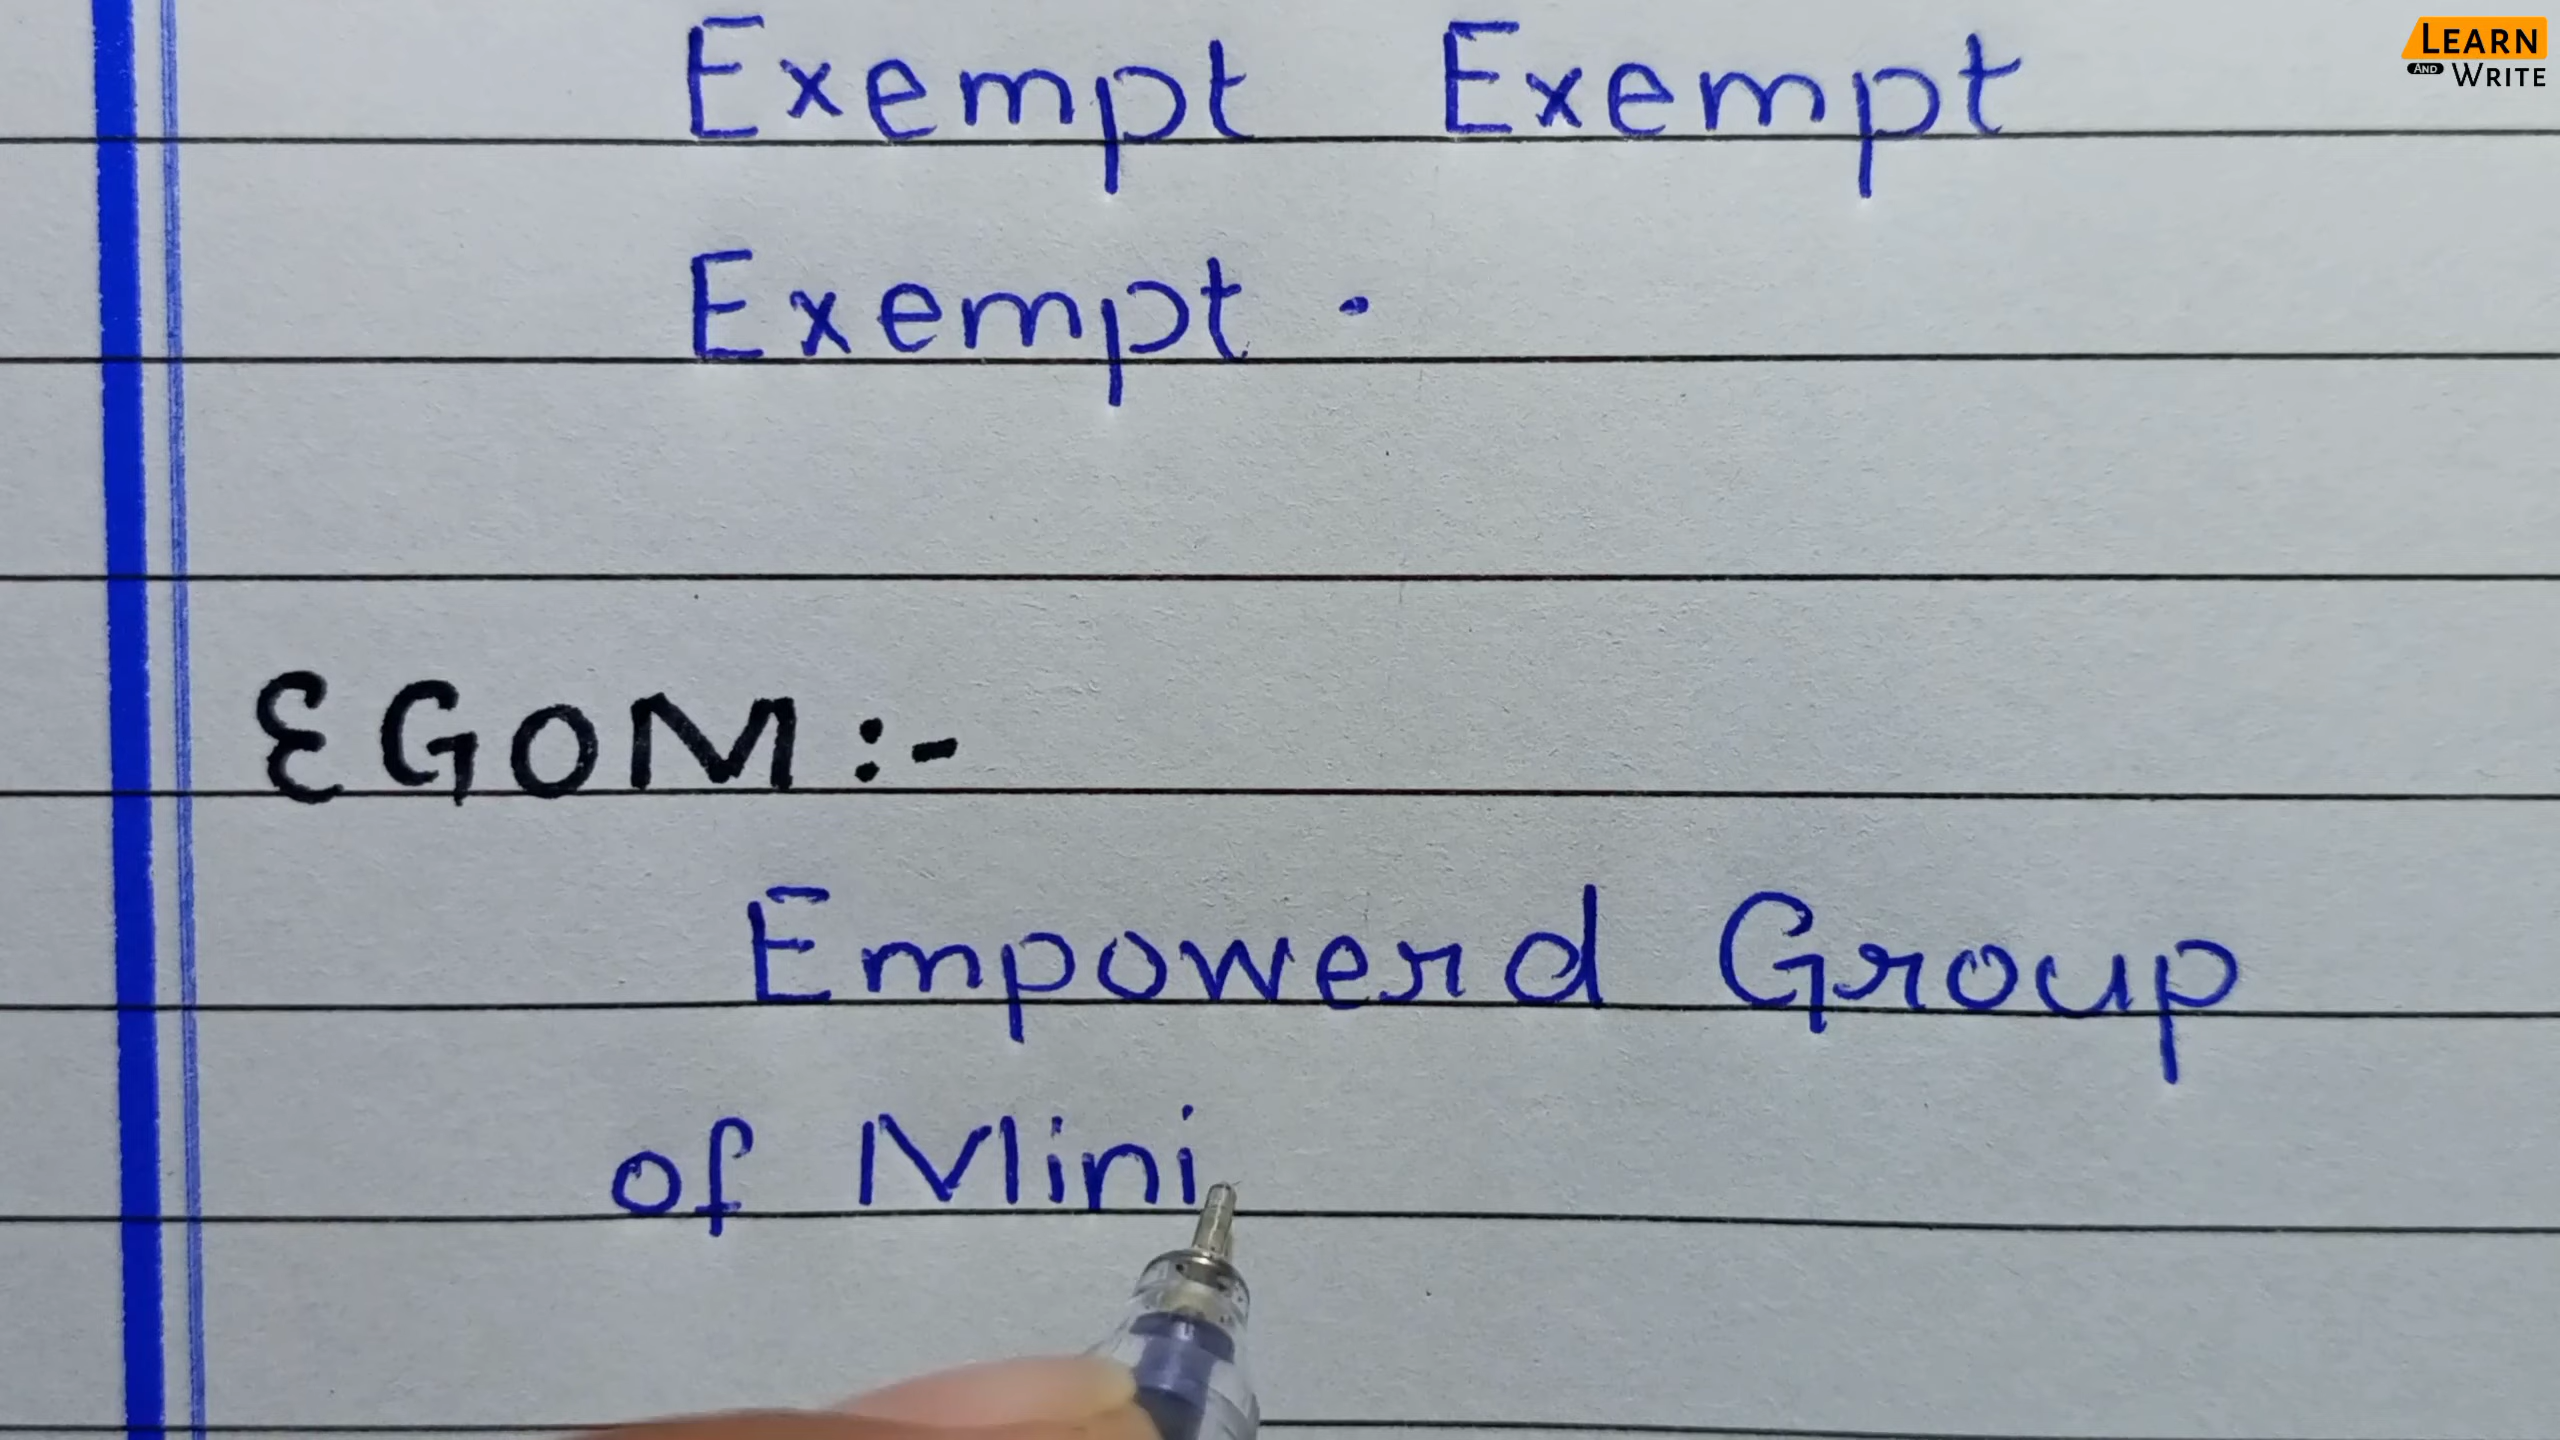 Exempt Exempt
Exempt .
EGOM :-
Empowerd Group
of Mini
LEARN
AND WRITE